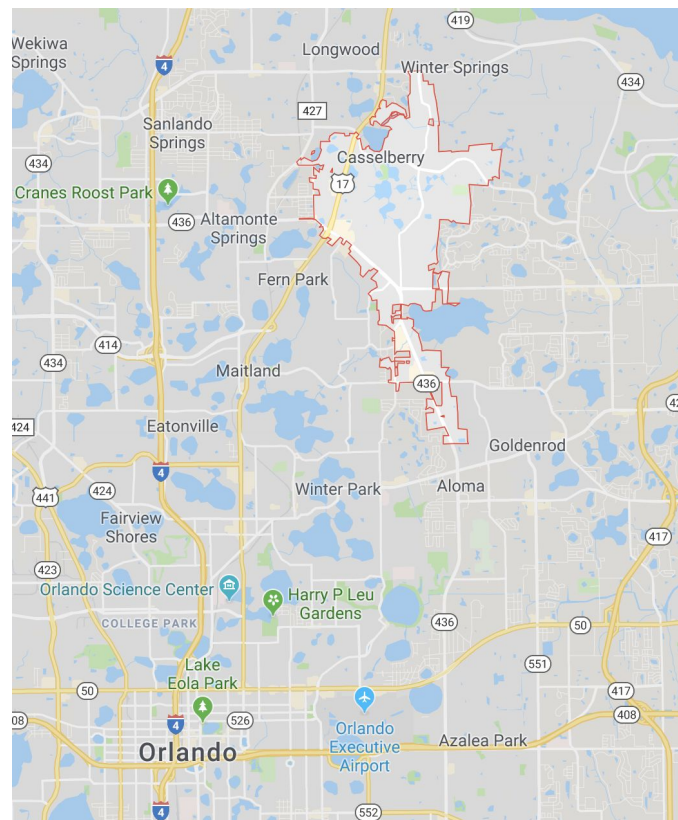 419
Longwood
Wekiwa
Springs
4
Winter Springs
434
427
Sanlando
Springs
Casselberry
434
17
Cranes Roost Park
436
Altamonte
Springs
Fern Park
414
434
Maitland
436
424
Eatonville
Goldenrod
4
441
424
Winter Park
Aloma
Fairview
Shores
417
423
Orlando Science Center
Harry P Leu
Gardens
COLLEGE PARK
436
50
Lake
Eola Park
551
50
417
08
4
526
408
Orlando
Executive
Airport
Azalea Park
Orlando
4
552